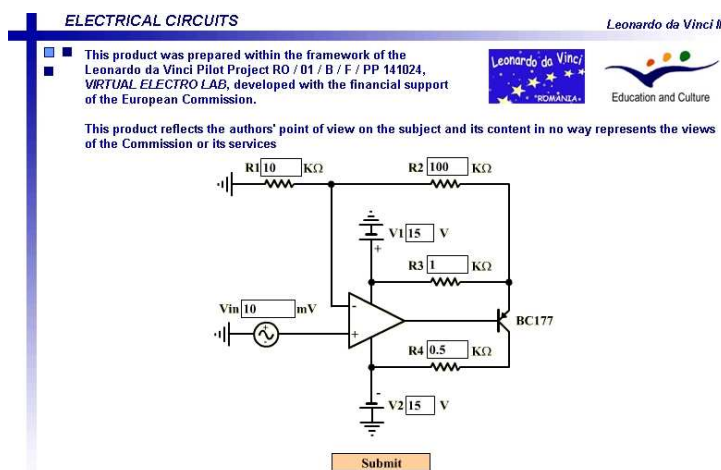 ELECTRICAL CIRCUITS
Leonardo da Vinci II
This product was prepared within the framework of the
Leonardo da Vinci Pilot Project RO / 01 / B / F / PP 141024,
VIRTUAL ELECTRO LAB, developed with the financial support
of the European Commission.
Leonardo da Vinci
"ROMÂNIA"
Education and Culture
This product reflects the authors' point of view on the subject and its content in no way represents the views
of the Commission or its services
R1 10 KΩ
R2 100 KΩ
V1 15 V
+
R3 1 KΩ
Vin 10 mV
-
+
BC177
R4 0.5 KΩ
-
V2 15 V
Submit